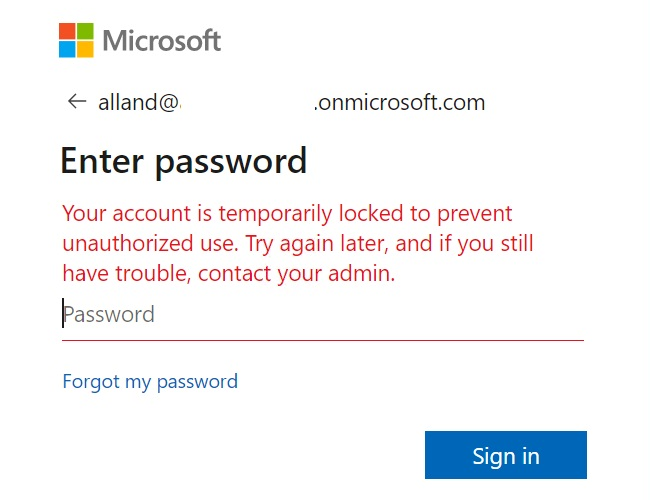 Microsoft
← alland@ .onmicrosoft.com
Enter password
Your account is temporarily locked to prevent
unauthorized use. Try again later, and if you still
have trouble, contact your admin.
Password
Forgot my password
Sign in